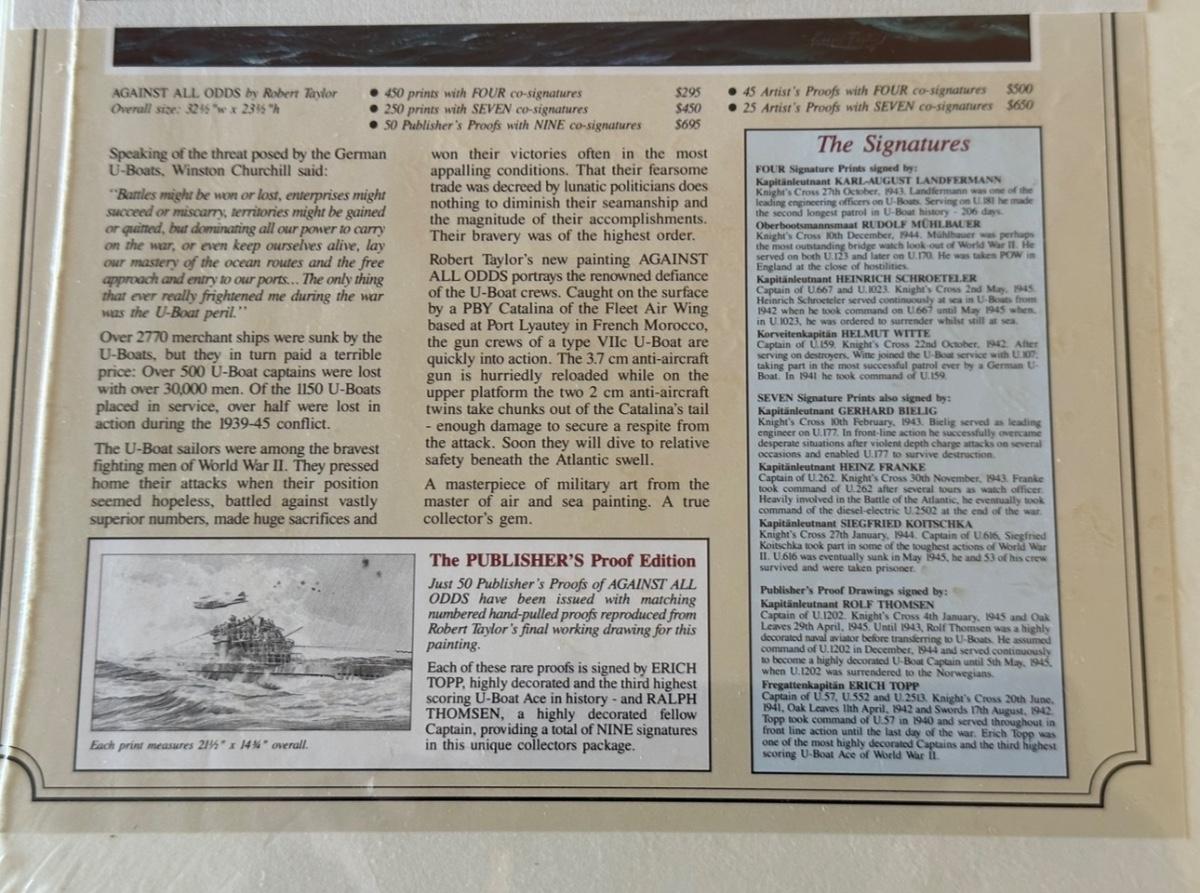 AGAINST ALL ODDS by Robert Taylor
Overall size: 32½"w x 23½"h
● 450 prints with FOUR co-signatures $295
● 250 prints with SEVEN co-signatures $450
● 50 Publisher's Proofs with NINE co-signatures $695
● 45 Artist's Proofs with FOUR co-signatures $500
● 25 Artist's Proofs with SEVEN co-signatures $650
Speaking of the threat posed by the German
U-Boats, Winston Churchill said:
"Battles might be won or lost, enterprises might
succeed or miscarry, territories might be gained
or quitted, but dominating all our power to carry
on the war, or even keep ourselves alive, lay
our mastery of the ocean routes and the free
approach and entry to our ports... The only thing
that ever really frightened me during the war
was the U-Boat peril."
Over 2770 merchant ships were sunk by the
U-Boats, but they in turn paid a terrible
price: Over 500 U-Boat captains were lost
with over 30,000 men. Of the 1150 U-Boats
placed in service, over half were lost in
action during the 1939-45 conflict.
The U-Boat sailors were among the bravest
fighting men of World War II. They pressed
home their attacks when their position
seemed hopeless, battled against vastly
superior numbers, made huge sacrifices and
won their victories often in the most
appalling conditions. That their fearsome
trade was decreed by lunatic politicians does
nothing to diminish their seamanship and
the magnitude of their accomplishments.
Their bravery was of the highest order.
Robert Taylor's new painting AGAINST
ALL ODDS portrays the renowned defiance
of the U-Boat crews. Caught on the surface
by a PBY Catalina of the Fleet Air Wing
based at Port Lyautey in French Morocco,
the gun crews of a type VIIc U-Boat are
quickly into action. The 3.7 cm anti-aircraft
gun is hurriedly reloaded while on the
upper platform the two 2 cm anti-aircraft
twins take chunks out of the Catalina's tail
- enough damage to secure a respite from
the attack. Soon they will dive to relative
safety beneath the Atlantic swell.
A masterpiece of military art from the
master of air and sea painting. A true
collector's gem.
The Signatures
FOUR Signature Prints signed by:
Kapitänleutnant KARL-AUGUST LANDFERMANN
Knight's Cross 27th October, 1943. Landfermann was one of the
leading engineering officers on U-Boats. Serving on U.181 he made
the second longest patrol in U-Boat history - 206 days.
Oberbootsmannsmaat RUDOLF MÜHLBAUER
Knight's Cross 10th December, 1944. Mühlbauer was perhaps
the most outstanding bridge watch look-out of World War II. He
served on both U.123 and later on U.170. He was taken POW in
England at the close of hostilities.
Kapitänleutnant HEINRICH SCHROETELER
Captain of U.667 and U.1023. Knight's Cross 2nd May, 1945.
Heinrich Schroeteler served continuously at sea in U-Boats from
1942 when he took command on U.667 until May 1945 when,
in U.1023, he was ordered to surrender whilst still at sea.
Korveitenkapitän HELMUT WITTE
Captain of U.159. Knight's Cross 22nd October, 1942. After
serving on destroyers, Witte joined the U-Boat service with U.107;
taking part in the most successful patrol ever by a German U-
Boat. In 1941 he took command of U.159.
SEVEN Signature Prints also signed by:
Kapitänleutnant GERHARD BIELIG
Knight's Cross 10th February, 1943. Bielig served as leading
engineer on U.177. In front-line action he successfully overcame
desperate situations after violent depth charge attacks on several
occasions and enabled U.177 to survive destruction.
Kapitänleutnant HEINZ FRANKE
Captain of U.262. Knight's Cross 30th November, 1943. Franke
took command of U.262 after several tours as watch officer.
Heavily involved in the Battle of the Atlantic, he eventually took
command of the diesel-electric U.2502 at the end of the war.
Kapitänleutnant SIEGFRIED KOITSCHKA
Knight's Cross 27th January, 1944. Captain of U.616, Siegfried
Koitschka took part in some of the toughest actions of World War
II. U.616 was eventually sunk in May 1945, he and 53 of his crew
survived and were taken prisoner.
Publisher's Proof Drawings signed by:
Kapitänleutnant ROLF THOMSEN
Captain of U.1202. Knight's Cross 4th January, 1945 and Oak
Leaves 29th April, 1945. Until 1943, Rolf Thomsen was a highly
decorated naval aviator before transferring to U-Boats. He assumed
command of U.1202 in December, 1944 and served continuously
to become a highly decorated U-Boat Captain until 5th May, 1945,
when U.1202 was surrendered to the Norwegians.
Fregattenkapitän ERICH TOPP
Captain of U.57, U.552 and U.2513. Knight's Cross 20th June,
1941, Oak Leaves 11th April, 1942 and Swords 17th August, 1942.
Topp took command of U.57 in 1940 and served throughout in
front line action until the last day of the war. Erich Topp was
one of the most highly decorated Captains and the third highest
scoring U-Boat Ace of World War II.
The PUBLISHER'S Proof Edition
Just 50 Publisher's Proofs of AGAINST ALL
ODDS have been issued with matching
numbered hand-pulled proofs reproduced from
Robert Taylor's final working drawing for this
painting.
Each of these rare proofs is signed by ERICH
TOPP, highly decorated and the third highest
scoring U-Boat Ace in history - and RALPH
THOMSEN, a highly decorated fellow
Captain, providing a total of NINE signatures
in this unique collectors package.
Each print measures 21½" x 14¾" overall.